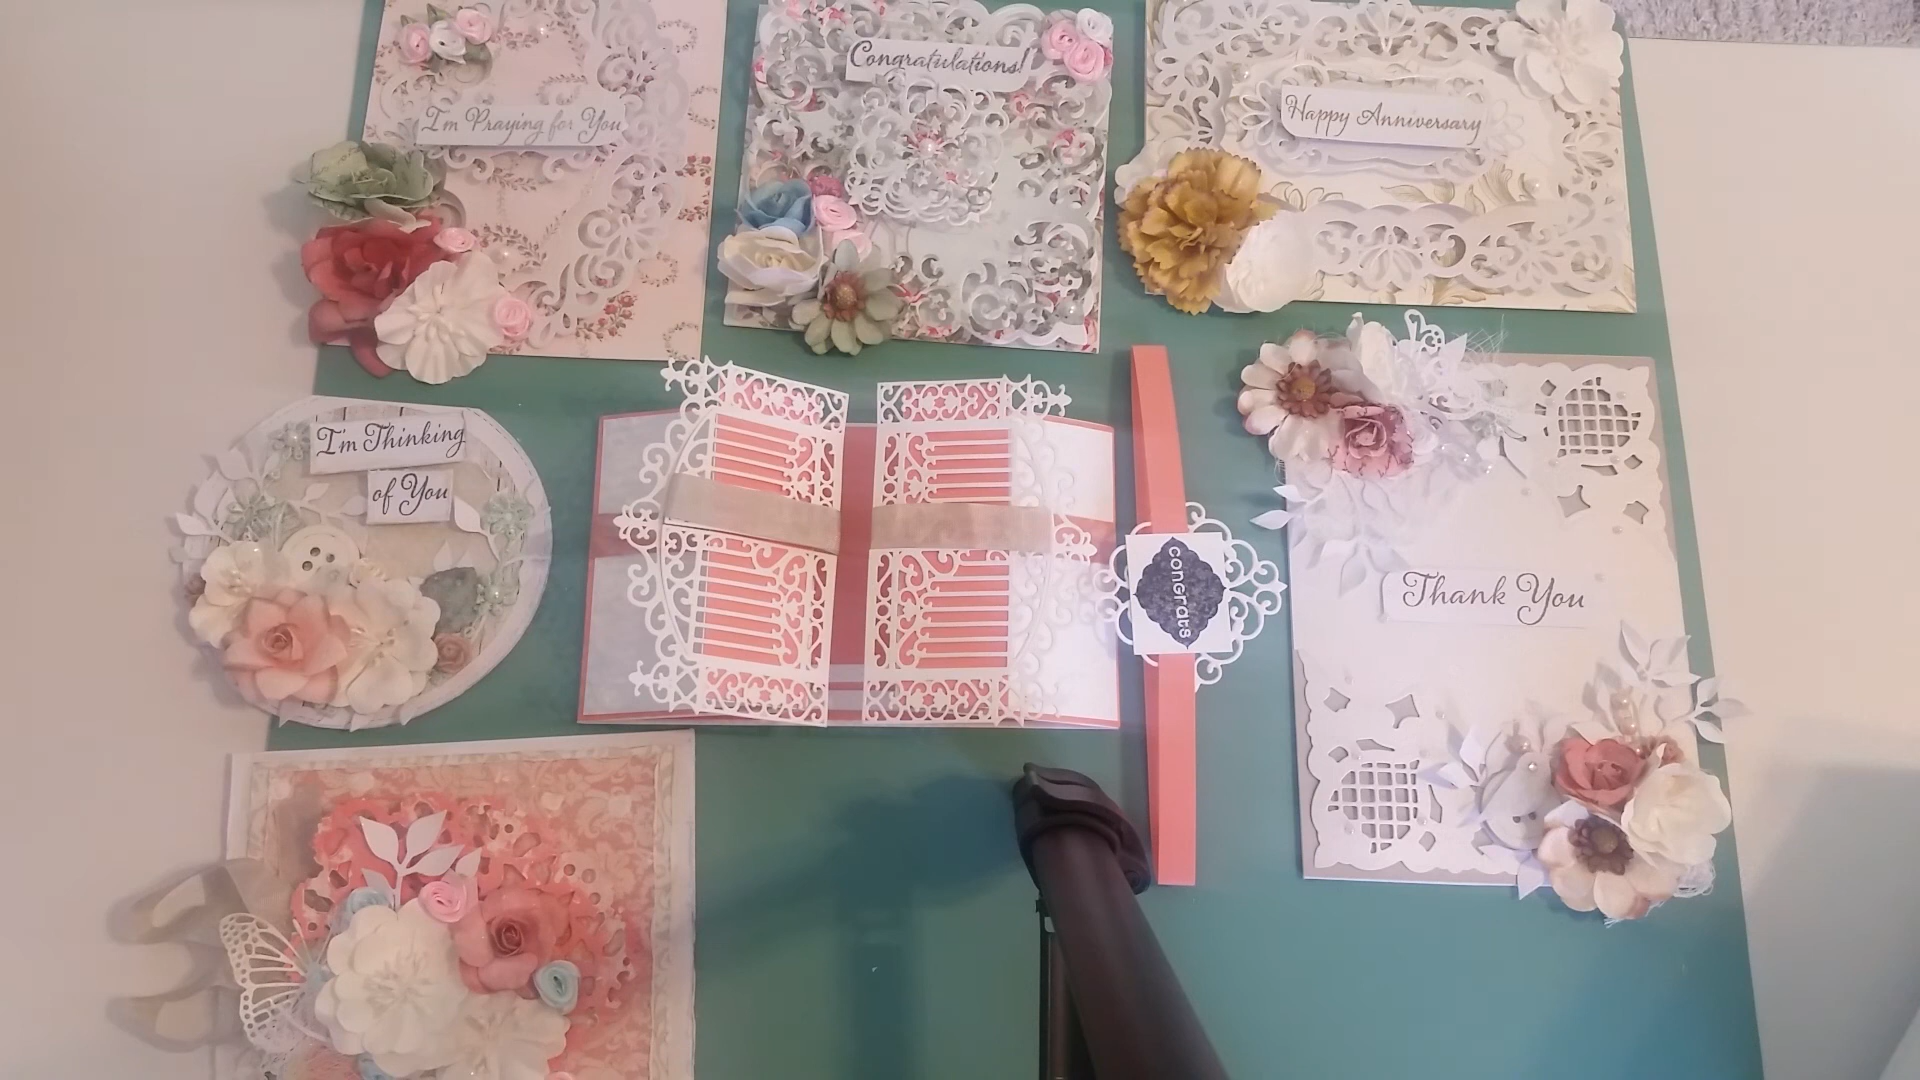 I'm Praying for You
Congratulations!
Happy Anniversary
I'm Thinking
of You
congrats
Thank You